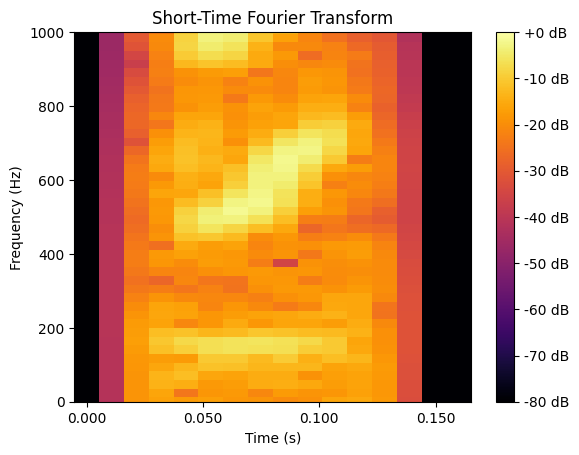 Short-Time Fourier Transform
1000
800
600
400
200
0
Frequency (Hz)
0.000
0.050
0.100
0.150
Time (s)
+0 dB
-10 dB
-20 dB
-30 dB
-40 dB
-50 dB
-60 dB
-70 dB
-80 dB